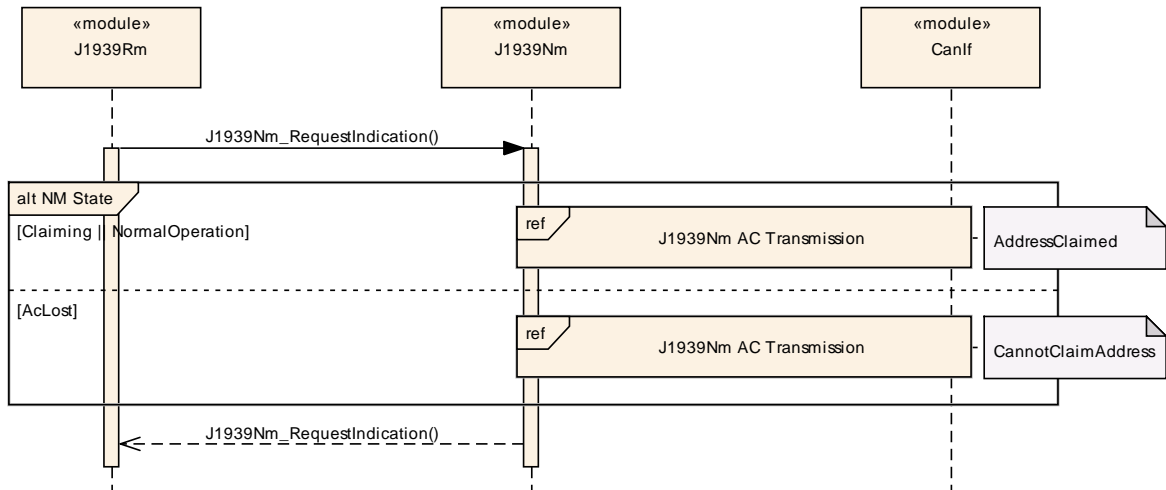 «module»
J1939Rm
«module»
J1939Nm
«module»
CanIf
J1939Nm_RequestIndication()
alt NM State
[Claiming || NormalOperation]
ref
J1939Nm AC Transmission
AddressClaimed
[AcLost]
ref
J1939Nm AC Transmission
CannotClaimAddress
J1939Nm_RequestIndication()